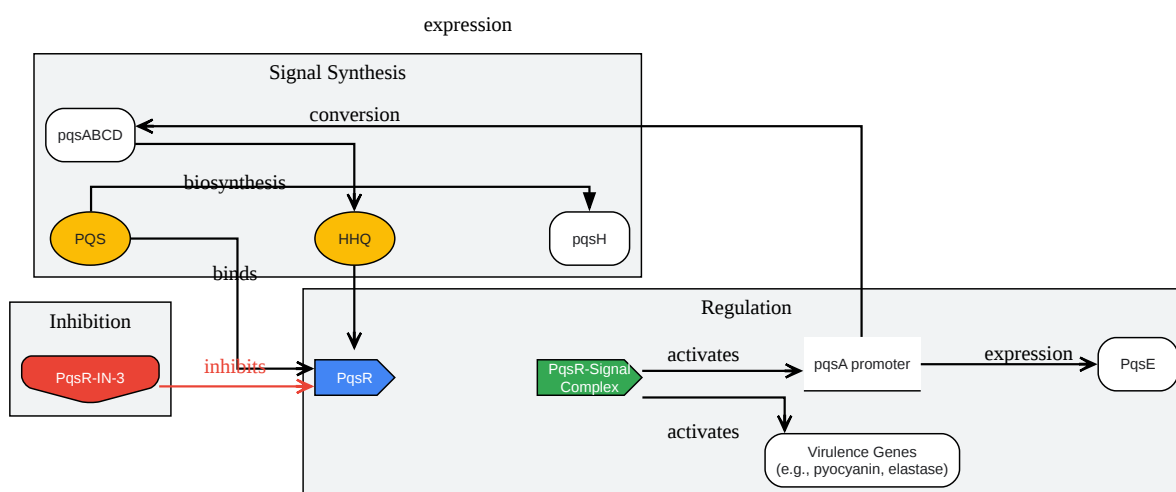 expression
Signal Synthesis
pqsABCD
conversion
biosynthesis
PQS
HHQ
pqsH
binds
Inhibition
PqsR-IN-3
inhibits
Regulation
PqsR
PqsR-Signal
Complex
activates
pqsA promoter
expression
PqsE
activates
Virulence Genes
(e.g., pyocyanin, elastase)